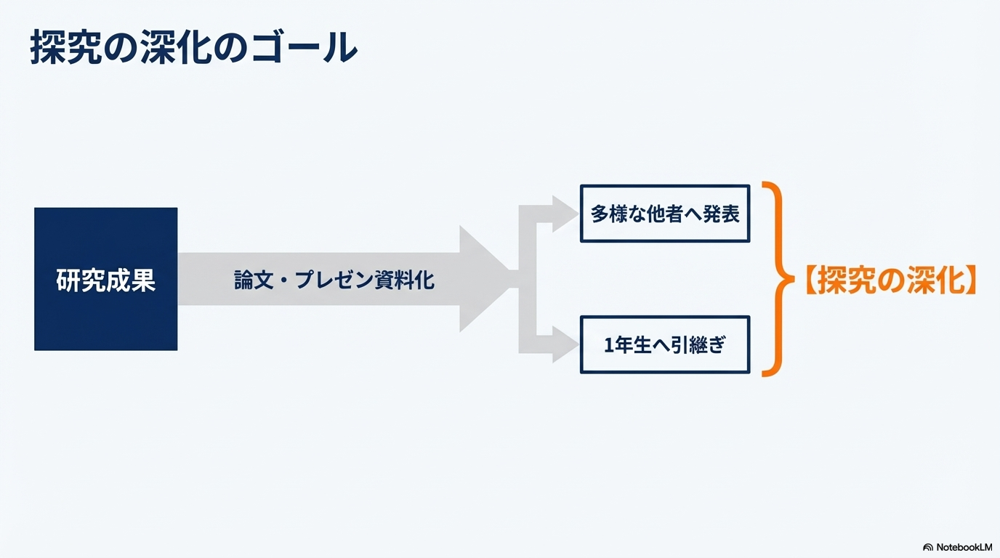 探究の深化のゴール
研究成果
論文・プレゼン資料化
多様な他者へ発表
1年生へ引継ぎ
【探究の深化】
NotebookLM